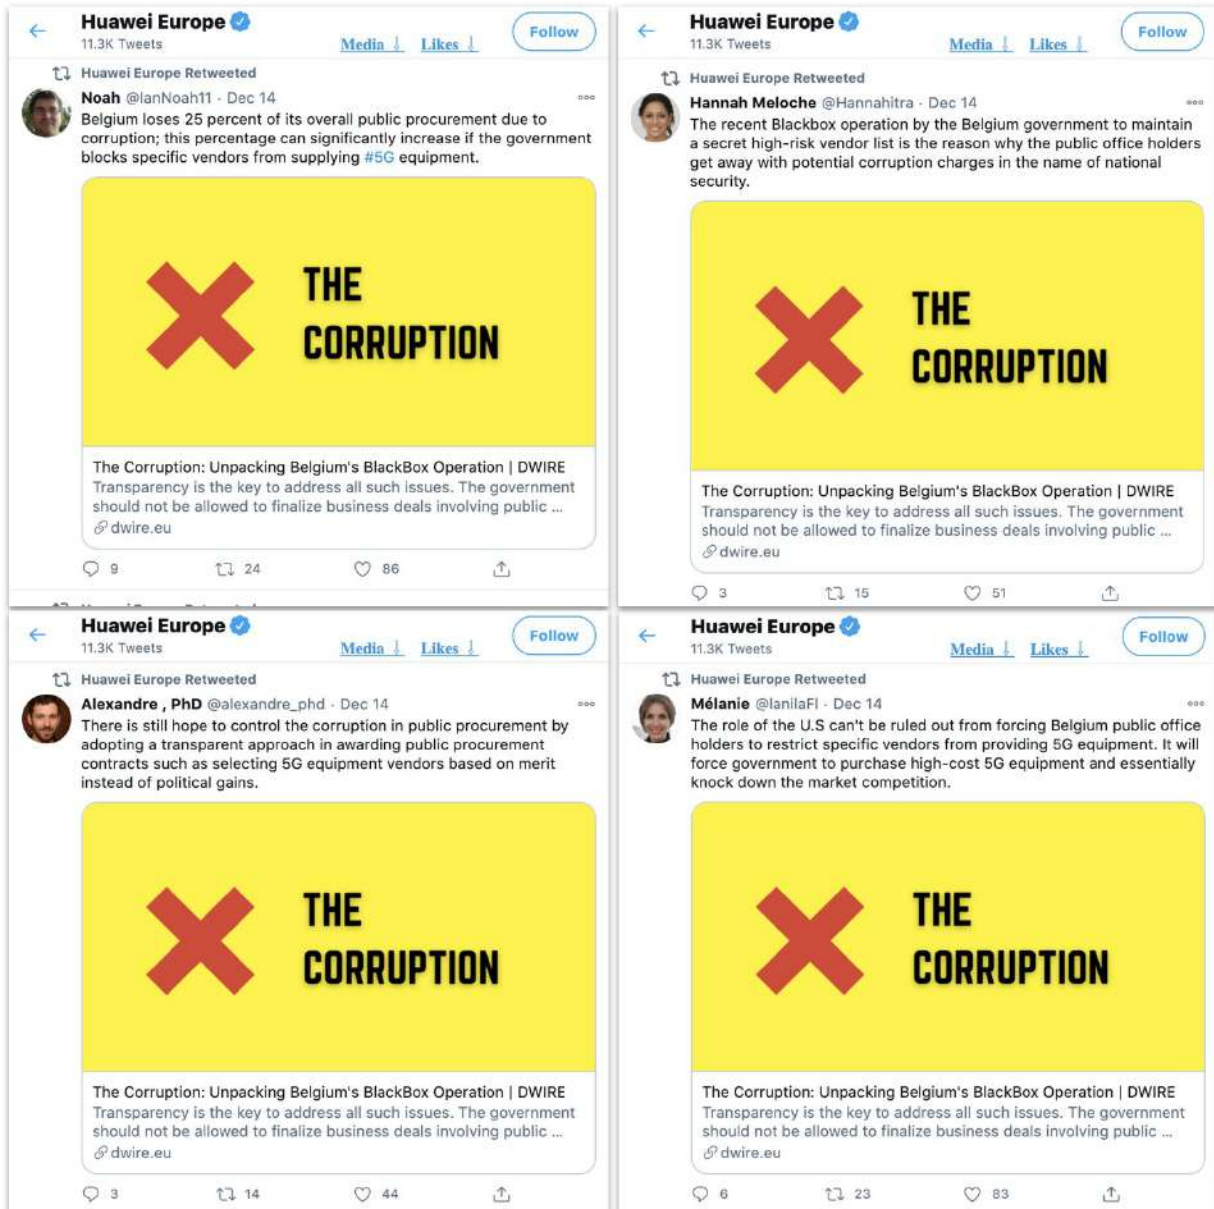 Huawei Europe
11.3K Tweets
Media ↓ Likes ↓
Follow
Huawei Europe Retweeted
Noah @IanNoah11 · Dec 14
Belgium loses 25 percent of its overall public procurement due to
corruption; this percentage can significantly increase if the government
blocks specific vendors from supplying #5G equipment.
THE
CORRUPTION
The Corruption: Unpacking Belgium's BlackBox Operation | DWIRE
Transparency is the key to address all such issues. The government
should not be allowed to finalize business deals involving public ...
dwire.eu
9 24 86
Huawei Europe
11.3K Tweets
Media ↓ Likes ↓
Follow
Huawei Europe Retweeted
Hannah Meloche @Hannahitra · Dec 14
The recent Blackbox operation by the Belgium government to maintain
a secret high-risk vendor list is the reason why the public office holders
get away with potential corruption charges in the name of national
security.
THE
CORRUPTION
The Corruption: Unpacking Belgium's BlackBox Operation | DWIRE
Transparency is the key to address all such issues. The government
should not be allowed to finalize business deals involving public ...
dwire.eu
3 15 51
Huawei Europe
11.3K Tweets
Media ↓ Likes ↓
Follow
Huawei Europe Retweeted
Alexandre , PhD @alexandre_phd · Dec 14
There is still hope to control the corruption in public procurement by
adopting a transparent approach in awarding public procurement
contracts such as selecting 5G equipment vendors based on merit
instead of political gains.
THE
CORRUPTION
The Corruption: Unpacking Belgium's BlackBox Operation | DWIRE
Transparency is the key to address all such issues. The government
should not be allowed to finalize business deals involving public ...
dwire.eu
3 14 44
Huawei Europe
11.3K Tweets
Media ↓ Likes ↓
Follow
Huawei Europe Retweeted
Mélanie @lanilaFl · Dec 14
The role of the U.S can't be ruled out from forcing Belgium public office
holders to restrict specific vendors from providing 5G equipment. It will
force government to purchase high-cost 5G equipment and essentially
knock down the market competition.
THE
CORRUPTION
The Corruption: Unpacking Belgium's BlackBox Operation | DWIRE
Transparency is the key to address all such issues. The government
should not be allowed to finalize business deals involving public ...
dwire.eu
6 23 83